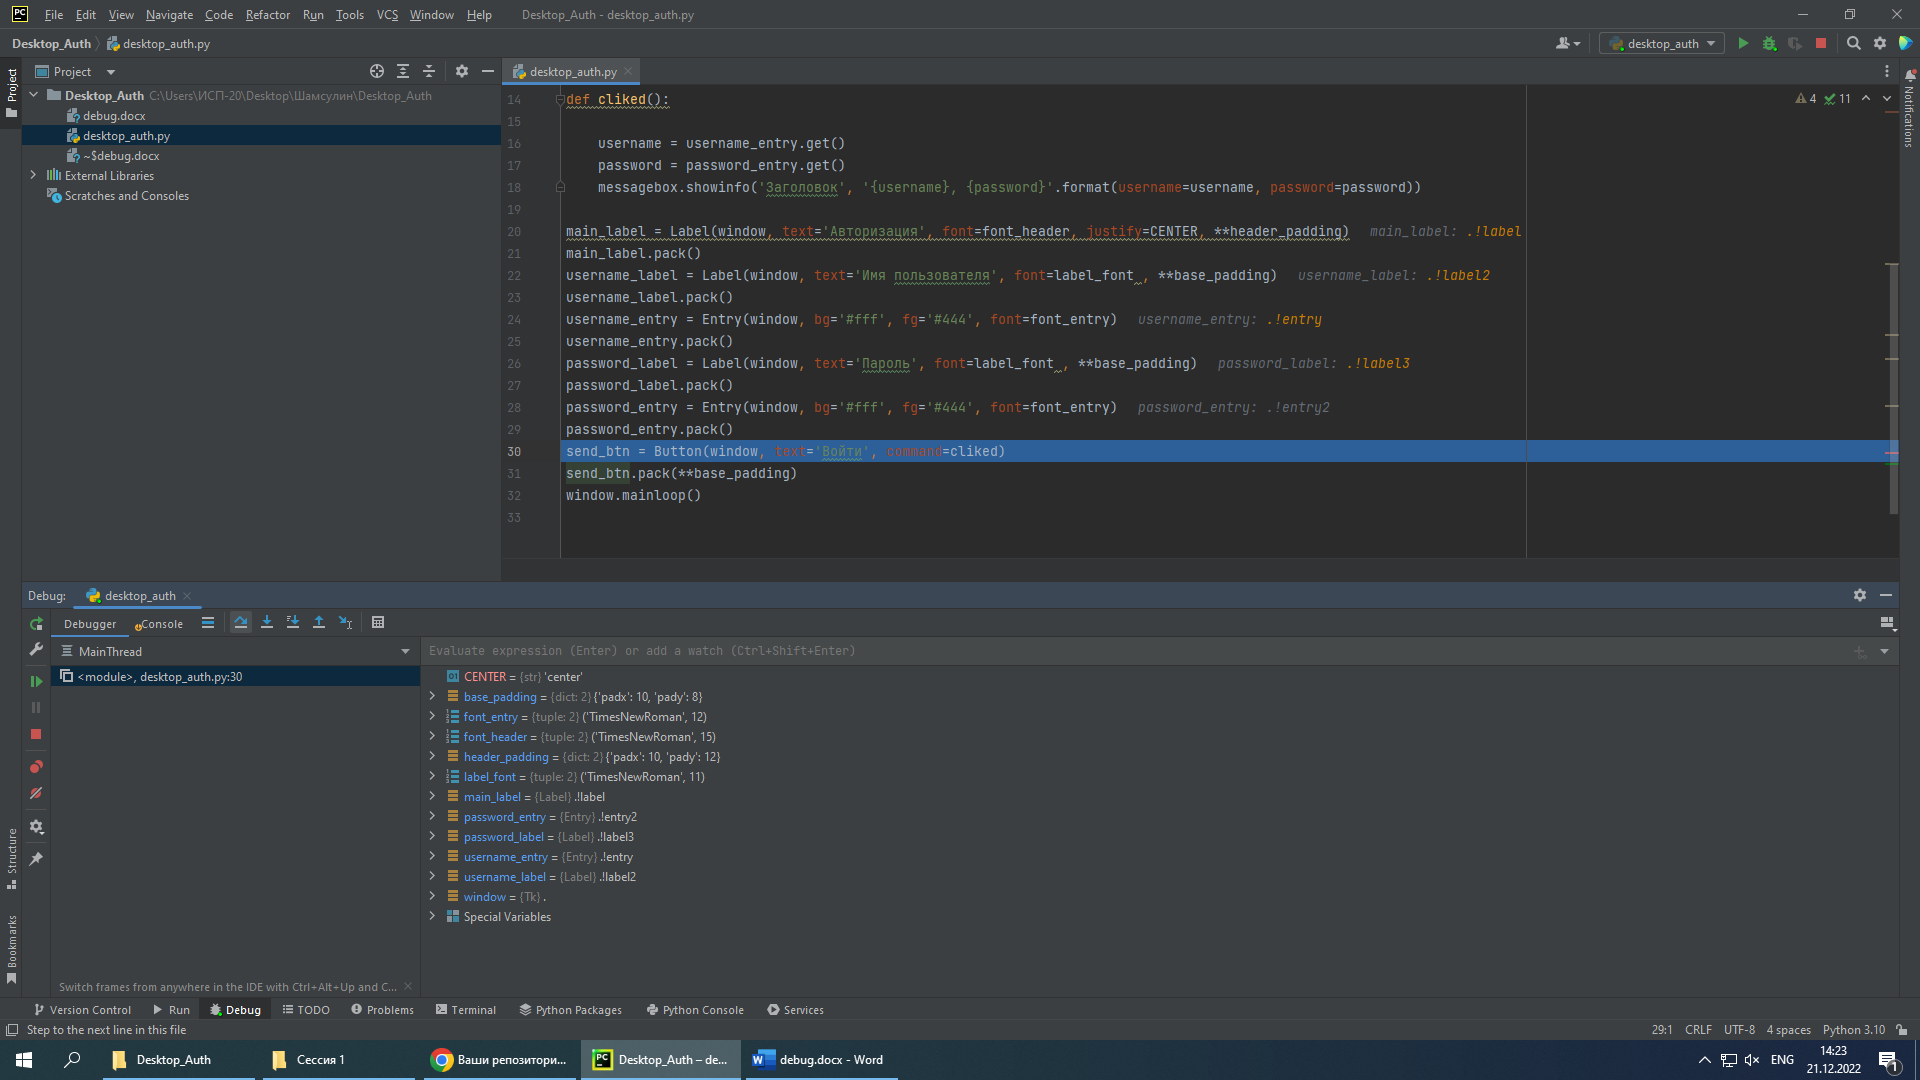 PC File Edit View Navigate Code Refactor Run Tools VCS Window Help Desktop_Auth - desktop_auth.py
Desktop_Auth desktop_auth.py desktop_auth
Project
Project
desktop_auth.py
Notifications
Desktop_Auth C:\Users\ИСП-20\Desktop\Шамсулин\Desktop_Auth
debug.docx
desktop_auth.py
~$debug.docx
External Libraries
Scratches and Consoles
4 11
14 def cliked():
15
16 username = username_entry.get()
17 password = password_entry.get()
18 messagebox.showinfo('Заголовок', '{username}, {password}'.format(username=username, password=password))
19
20 main_label = Label(window, text='Авторизация', font=font_header, justify=CENTER, **header_padding) main_label: .!label
21 main_label.pack()
22 username_label = Label(window, text='Имя пользователя', font=label_font , **base_padding) username_label: .!label2
23 username_label.pack()
24 username_entry = Entry(window, bg='#fff', fg='#444', font=font_entry) username_entry: .!entry
25 username_entry.pack()
26 password_label = Label(window, text='Пароль', font=label_font , **base_padding) password_label: .!label3
27 password_label.pack()
28 password_entry = Entry(window, bg='#fff', fg='#444', font=font_entry) password_entry: .!entry2
29 password_entry.pack()
30 send_btn = Button(window, text='Войти', command=cliked)
31 send_btn.pack(**base_padding)
32 window.mainloop()
33
Debug: desktop_auth
Debugger Console
MainThread
Evaluate expression (Enter) or add a watch (Ctrl+Shift+Enter)
<module>, desktop_auth.py:30
CENTER = {str} 'center'
base_padding = {dict: 2} {'padx': 10, 'pady': 8}
font_entry = {tuple: 2} ('TimesNewRoman', 12)
font_header = {tuple: 2} ('TimesNewRoman', 15)
header_padding = {dict: 2} {'padx': 10, 'pady': 12}
label_font = {tuple: 2} ('TimesNewRoman', 11)
main_label = {Label} .!label
password_entry = {Entry} .!entry2
password_label = {Label} .!label3
username_entry = {Entry} .!entry
username_label = {Label} .!label2
window = {Tk} .
Special Variables
Structure
Bookmarks
Switch frames from anywhere in the IDE with Ctrl+Alt+Up and C...
Version Control Run Debug TODO Problems Terminal Python Packages Python Console Services
Step to the next line in this file 29:1 CRLF UTF-8 4 spaces Python 3.10
Desktop_Auth Сессия 1 Ваши репозитори... Desktop_Auth – de... debug.docx - Word ENG
14:23
21.12.2022
1